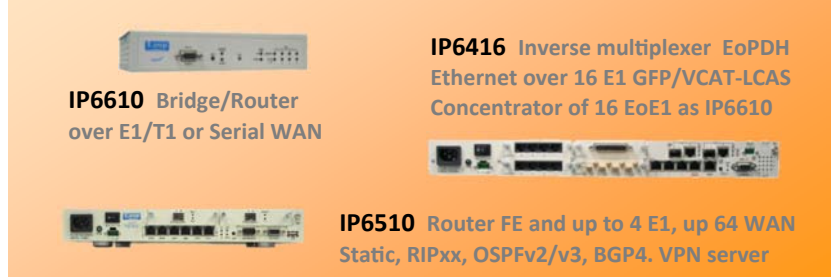 IP6610 Bridge/Router
over E1/T1 or Serial WAN
IP6416 Inverse multiplexer EoPDH
Ethernet over 16 E1 GFP/VCAT-LCAS
Concentrator of 16 EoE1 as IP6610
IP6510 Router FE and up to 4 E1, up 64 WAN
Static, RIPxx, OSPFv2/v3, BGP4. VPN server